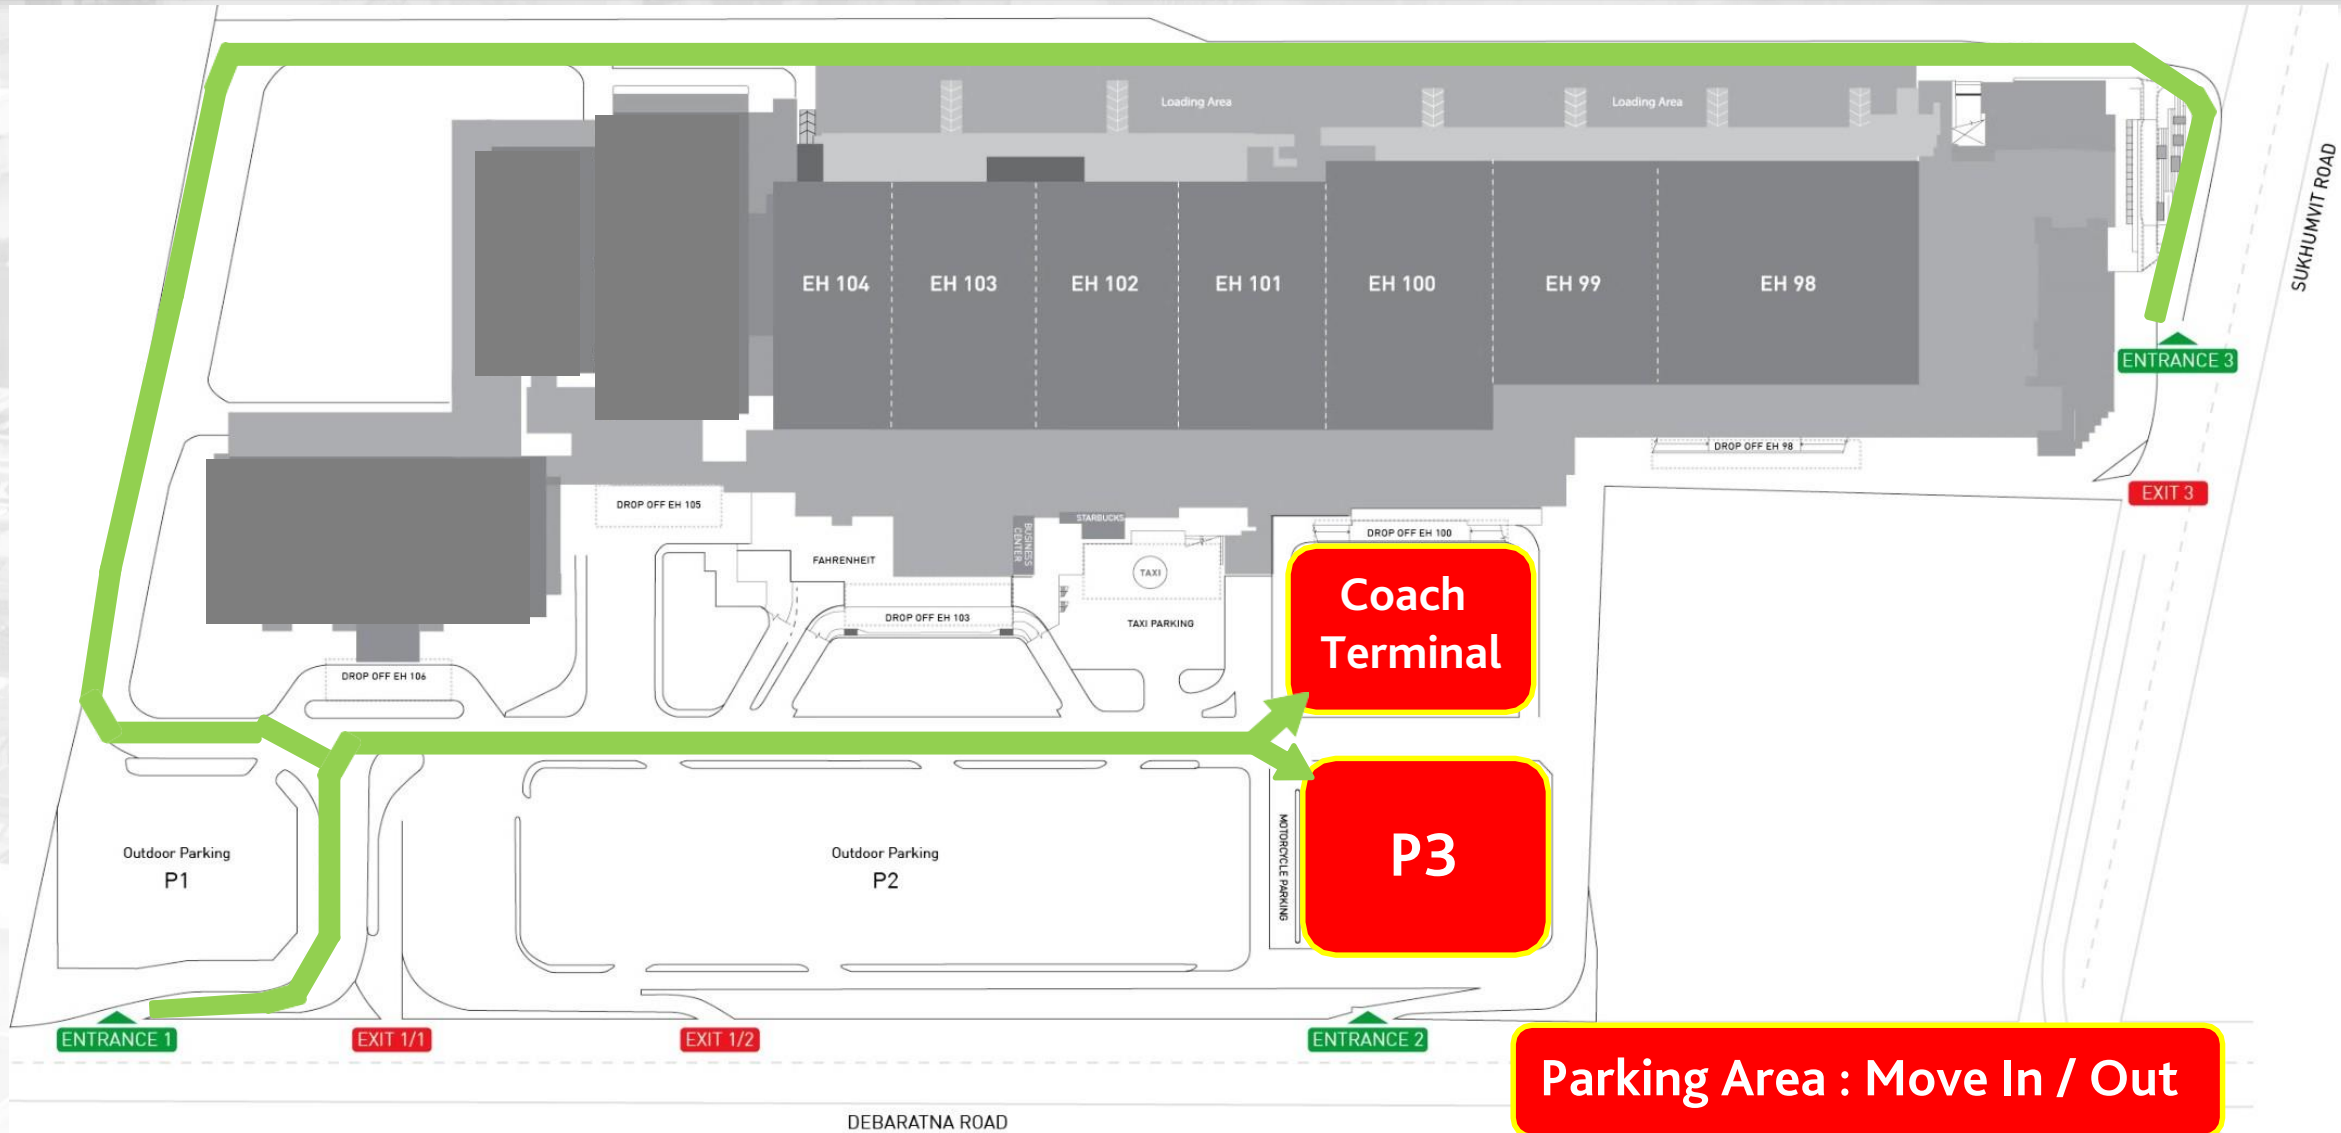 Loading Area
Loading Area
SUKHUMVIT ROAD
EH 104
EH 103
EH 102
EH 101
EH 100
EH 99
EH 98
ENTRANCE 3
DROP OFF EH 98
EXIT 3
DROP OFF EH 105
STARBUCKS
BUSINESS
CENTER
DROP OFF EH 100
FAHRENHEIT
TAXI
Coach
Terminal
DROP OFF EH 103
TAXI PARKING
DROP OFF EH 106
Outdoor Parking
P1
Outdoor Parking
P2
MOTORCYCLE PARKING
P3
ENTRANCE 1
EXIT 1/1
EXIT 1/2
ENTRANCE 2
Parking Area : Move In / Out
DEBARATNA ROAD